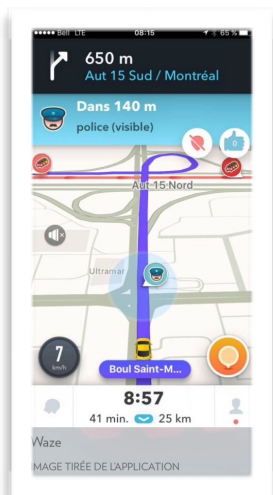 Bell LTE 08:15 65 %
650 m
Aut 15 Sud / Montréal
Dans 140 m
police (visible)
0
Aut 15 Nord
Ultramar
7
km/h
Boul Saint-M...
8:57
41 min. 25 km
Waze
IMAGE TIRÉE DE L'APPLICATION